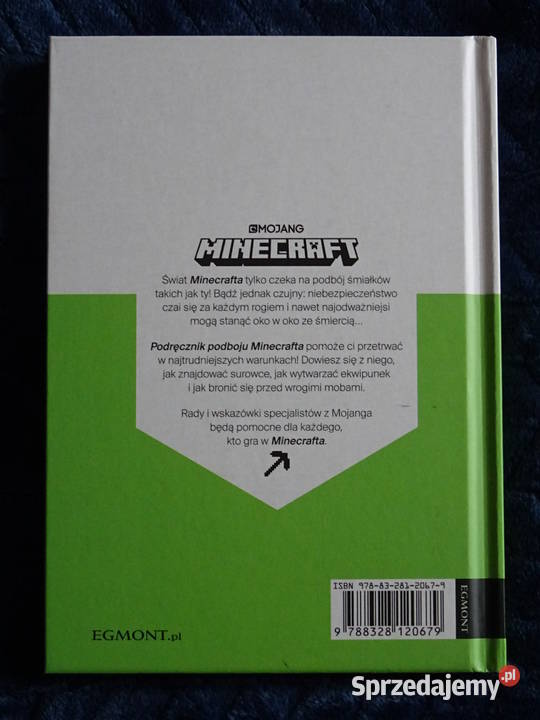 MOJANG
MINECRAFT
Świat Minecrafta tylko czeka na podbój śmiałków
takich jak ty! Bądź jednak czujny: niebezpieczeństwo
czai się za każdym rogiem i nawet najodważniejsi
mogą stanąć oko w oko ze śmiercią...
Podręcznik podboju Minecrafta pomoże ci przetrwać
w najtrudniejszych warunkach! Dowiesz się z niego,
jak znajdować surowce, jak wytwarzać ekwipunek
i jak bronić się przed wrogimi mobami.
Rady i wskazówki specjalistów z Mojanga
będą pomocne dla każdego,
kto gra w Minecrafta.
ISBN 978-83-281-2067-9
9 788328 120679
EGMONT
EGMONT.pl
Sprzedajemy.pl